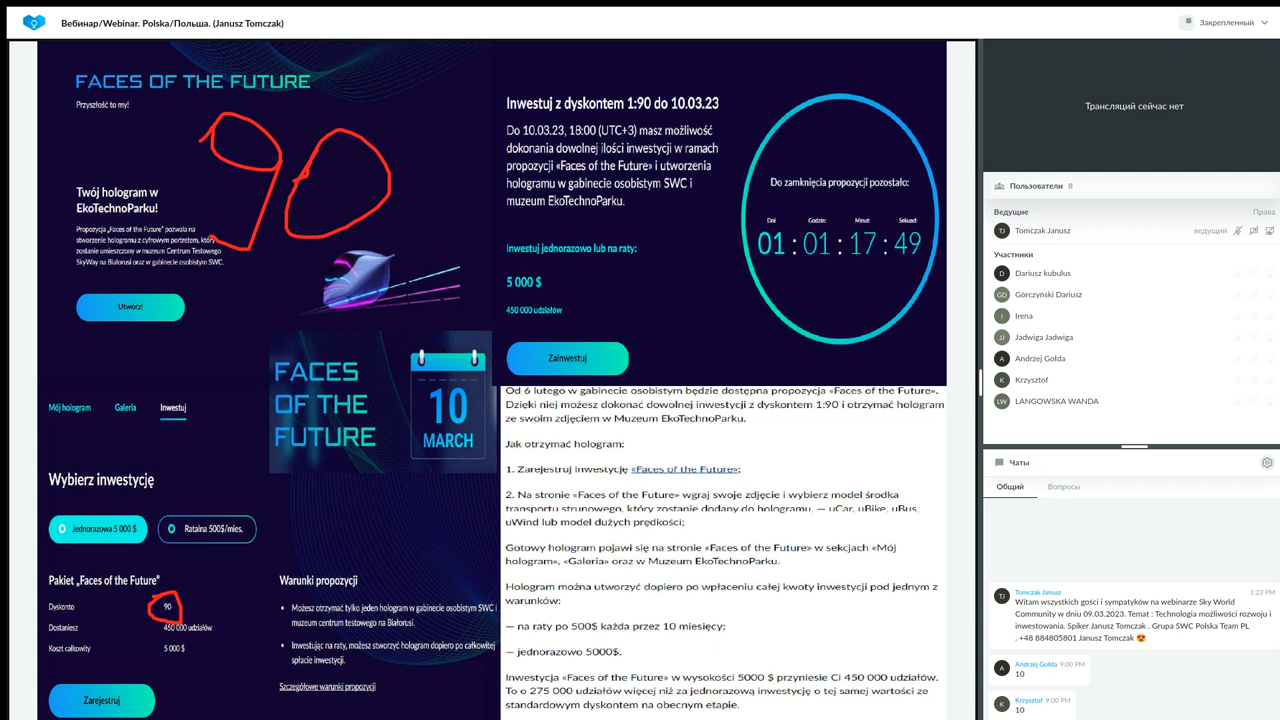 Вебинар/Webinar. Polska/Польша. (Janusz Tomczak)
Закрепленный
FACES OF THE FUTURE
Przyszłość to my!
90
Twój hologram w
EkoTechnoParku!
Propozycja „Faces of the Future” pozwala na
stworzenie hologramu z cyfrowym portretem, który
zostanie umieszczony w muzeum Centrum Testowego
SkyWay na Białorusi oraz w gabinecie osobistym SWC.
Utwórz!
Inwestuj z dyskontem 1:90 do 10.03.23
Do 10.03.23, 18:00 (UTC+3) masz możliwość
dokonania dowolnej ilości inwestycji w ramach
propozycji «Faces of the Future» i utworzenia
hologramu w gabinecie osobistym SWC i
muzeum EkoTechnoParku.
Inwestuj jednorazowo lub na raty:
5 000 $
450 000 udziałów
Zainwestuj
Do zamknięcia propozycji pozostało:
Dni: Godzin: Minut: Sekund:
01 : 01 : 17 : 49
FACES
OF THE
FUTURE
10
MARCH
Mój hologram Galeria Inwestuj
Wybierz inwestycję
Jednorazowa 5 000 $ Ratalna 500$/mies.
Pakiet „Faces of the Future”
Dyskonto 90
Dostaniesz 450 000 udziałów
Koszt całkowity 5 000 $
Zarejestruj
Warunki propozycji
• Możesz otrzymać tylko jeden hologram w gabinecie osobistym SWC i
muzeum centrum testowego na Białorusi.
• Inwestując na raty, możesz stworzyć hologram dopiero po całkowitej
spłacie inwestycji.
Szczegółowe warunki propozycji
Od 6 lutego w gabinecie osobistym będzie dostępna propozycja «Faces of the Future».
Dzięki niej możesz dokonać dowolnej inwestycji z dyskontem 1:90 i otrzymać hologram
ze swoim zdjęciem w Muzeum EkoTechnoParku.
Jak otrzymać hologram:
1. Zarejestruj Inwestycję «Faces of the Future»;
2. Na stronie «Faces of the Future» wgraj swoje zdjęcie i wybierz model środka
transportu strunowego, który zostanie dodany do hologramu, — uCar, uBike, uBus,
uWind lub model dużych prędkości;
Gotowy hologram pojawi się na stronie «Faces of the Future» w sekcjach «Mój
hologram», «Galeria» oraz w Muzeum EkoTechnoParku.
Hologram można utworzyć dopiero po wpłaceniu całej kwoty inwestycji pod jednym z
warunków:
— na raty po 500$ każda przez 10 miesięcy;
— jednorazowo 5000$.
Inwestycja «Faces of the Future» w wysokości 5000 $ przyniesie Ci 450 000 udziałów.
To o 275 000 udziałów więcej niż za jednorazową inwestycję o tej samej wartości ze
standardowym dyskontem na obecnym etapie.
Трансляций сейчас нет
Пользователи 8
Ведущие Права
TJ Tomczak Janusz ведущий
Участники
D Dariusz kubulus
GD Górczyński Dariusz
I Irena
JJ Jadwiga Jadwiga
A Andrzej Gołda
K Krzysztof
LW LANGOWSKA WANDA
Чаты
Общий Вопросы
TJ Tomczak Janusz 1:23 PM
Witam wszystkich gości i sympatyków na webinarze Sky World
Community w dniu 09.03.2023. Temat : Technologia możliwości rozwoju i
inwestowania. Spiker Janusz Tomczak . Grupa SWC Polska Team PL
. +48 884805801 Janusz Tomczak 😍
A Andrzej Gołda 9:00 PM
10
K Krzysztof 9:00 PM
10